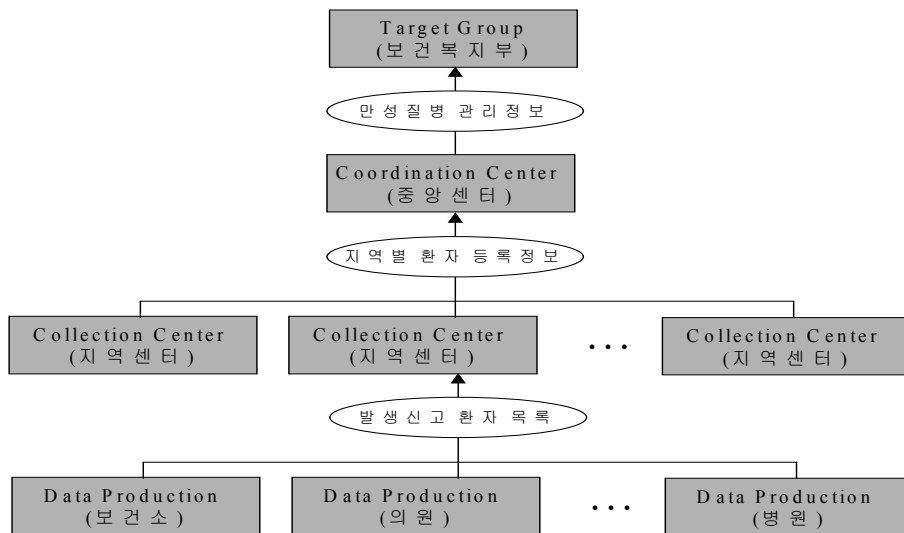 Target Group
(보건복지부)
만성질병 관리정보
Coordination Center
(중앙센터)
지역별 환자 등록정보
Collection Center
(지역센터)
Collection Center
(지역센터)
...
Collection Center
(지역센터)
발생신고 환자 목록
Data Production
(보건소)
Data Production
(의원)
...
Data Production
(병원)